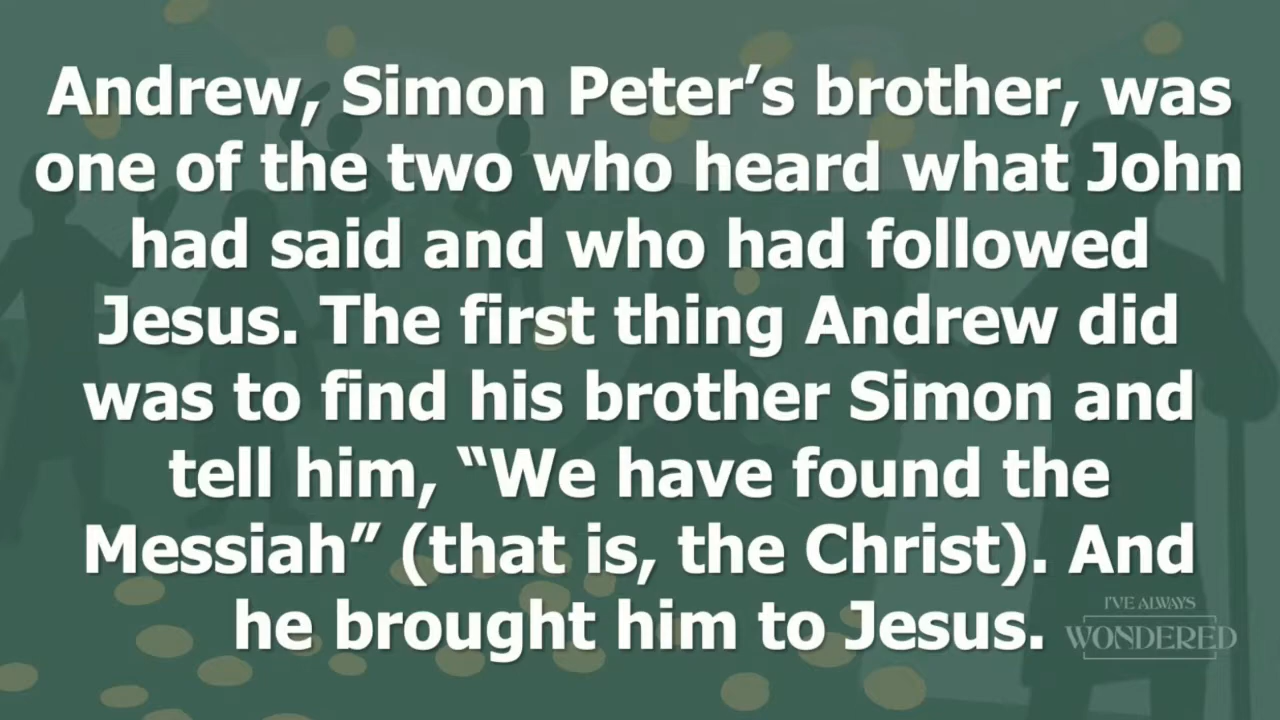 Andrew, Simon Peter’s brother, was
one of the two who heard what John
had said and who had followed
Jesus. The first thing Andrew did
was to find his brother Simon and
tell him, “We have found the
Messiah” (that is, the Christ). And
he brought him to Jesus.
I'VE ALWAYS
WONDERED